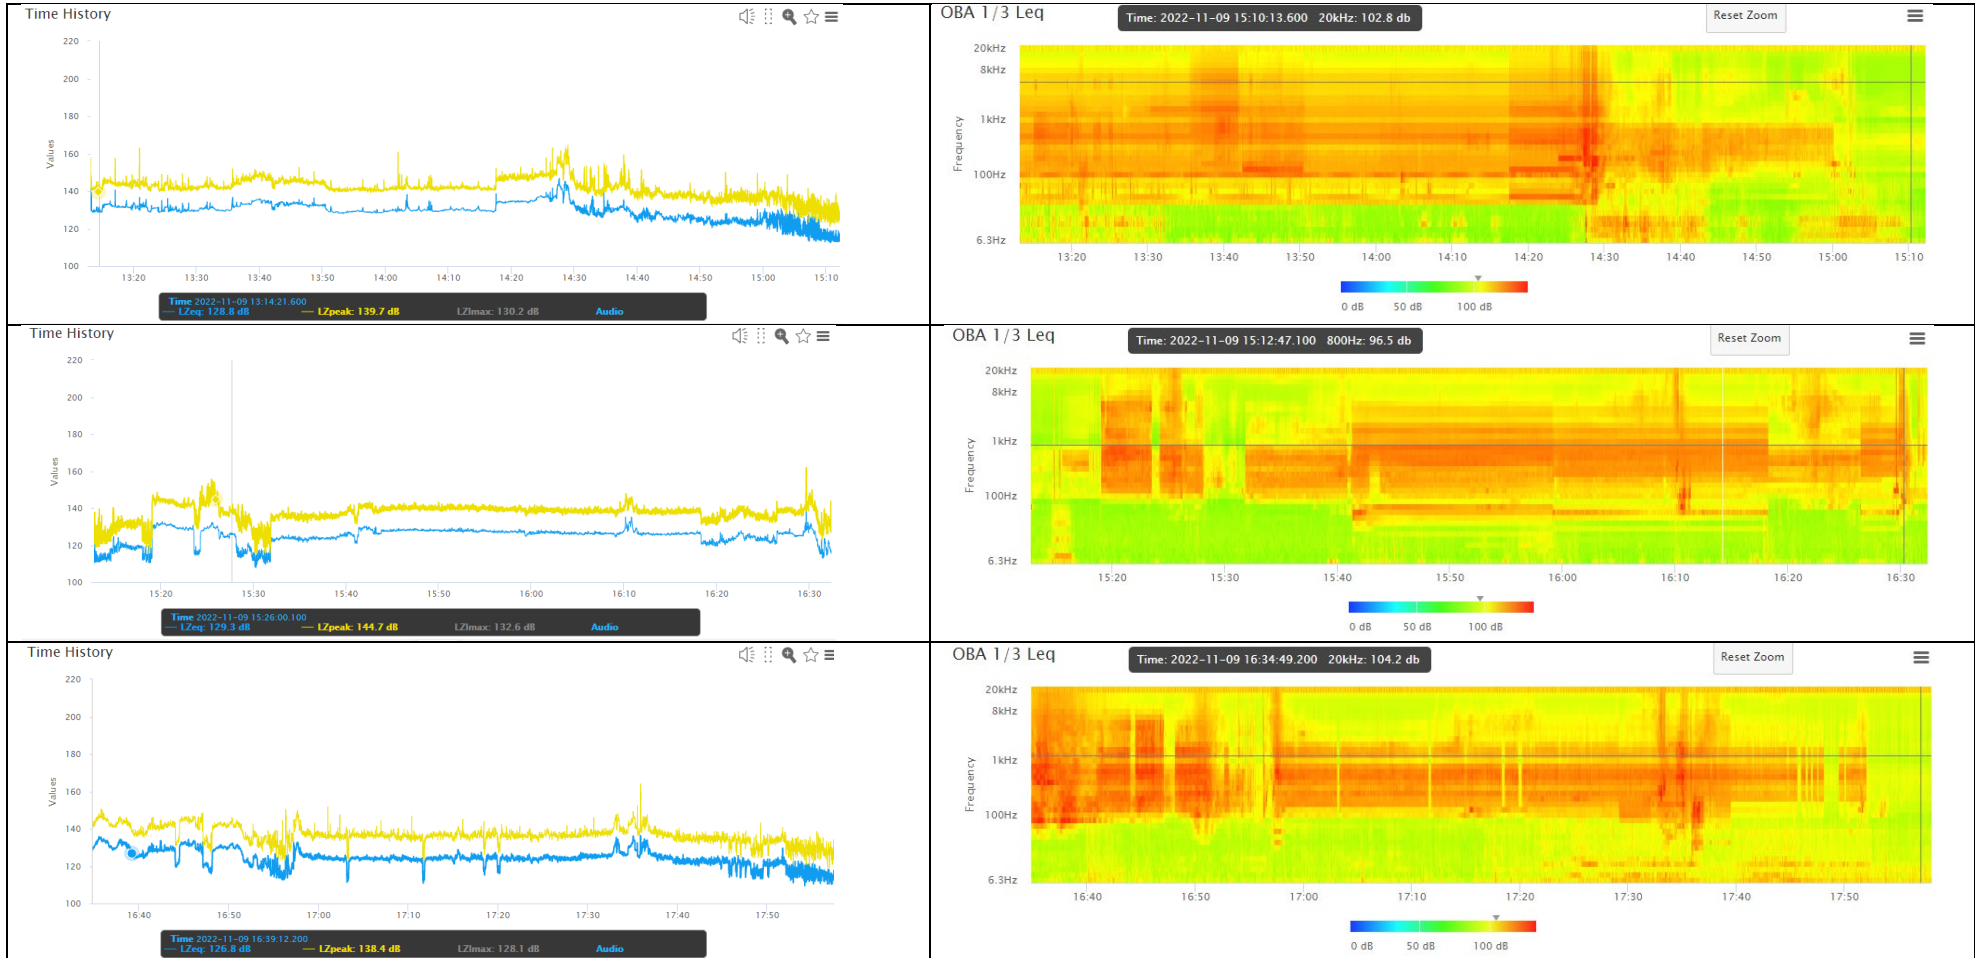 Time History
220
200
180
160
140
120
100
Values
13:20 13:30 13:40 13:50 14:00 14:10 14:20 14:30 14:40 14:50 15:00 15:10
Time 2022-11-09 13:14:21.600
LZeq: 128.8 dB LZpeak: 139.7 dB LZImax: 130.2 dB Audio
OBA 1/3 Leq
Time: 2022-11-09 15:10:13.600 20kHz: 102.8 db
Reset Zoom
20kHz
8kHz
1kHz
100Hz
6.3Hz
Frequency
13:20 13:30 13:40 13:50 14:00 14:10 14:20 14:30 14:40 14:50 15:00 15:10
0 dB 50 dB 100 dB
Time History
220
200
180
160
140
120
100
Values
15:20 15:30 15:40 15:50 16:00 16:10 16:20 16:30
Time 2022-11-09 15:26:00.100
LZeq: 129.3 dB LZpeak: 144.7 dB LZImax: 132.6 dB Audio
OBA 1/3 Leq
Time: 2022-11-09 15:12:47.100 800Hz: 96.5 db
Reset Zoom
20kHz
8kHz
1kHz
100Hz
6.3Hz
Frequency
15:20 15:30 15:40 15:50 16:00 16:10 16:20 16:30
0 dB 50 dB 100 dB
Time History
220
200
180
160
140
120
100
Values
16:40 16:50 17:00 17:10 17:20 17:30 17:40 17:50
Time 2022-11-09 16:39:12.200
LZeq: 126.8 dB LZpeak: 138.4 dB LZImax: 128.1 dB Audio
OBA 1/3 Leq
Time: 2022-11-09 16:34:49.200 20kHz: 104.2 db
Reset Zoom
20kHz
8kHz
1kHz
100Hz
6.3Hz
Frequency
16:40 16:50 17:00 17:10 17:20 17:30 17:40 17:50
0 dB 50 dB 100 dB